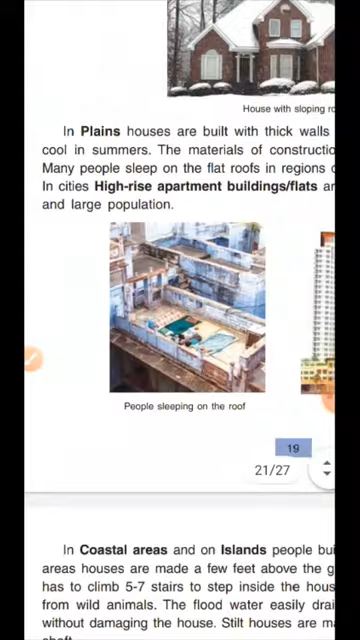 House with sloping ro
In Plains houses are built with thick walls
cool in summers. The materials of constructio
Many people sleep on the flat roofs in regions
In cities High-rise apartment buildings/flats ar
and large population.
People sleeping on the roof
19
21/27
In Coastal areas and on Islands people bui
areas houses are made a few feet above the g
has to climb 5-7 stairs to step inside the hous
from wild animals. The flood water easily drai
without damaging the house. Stilt houses are ma